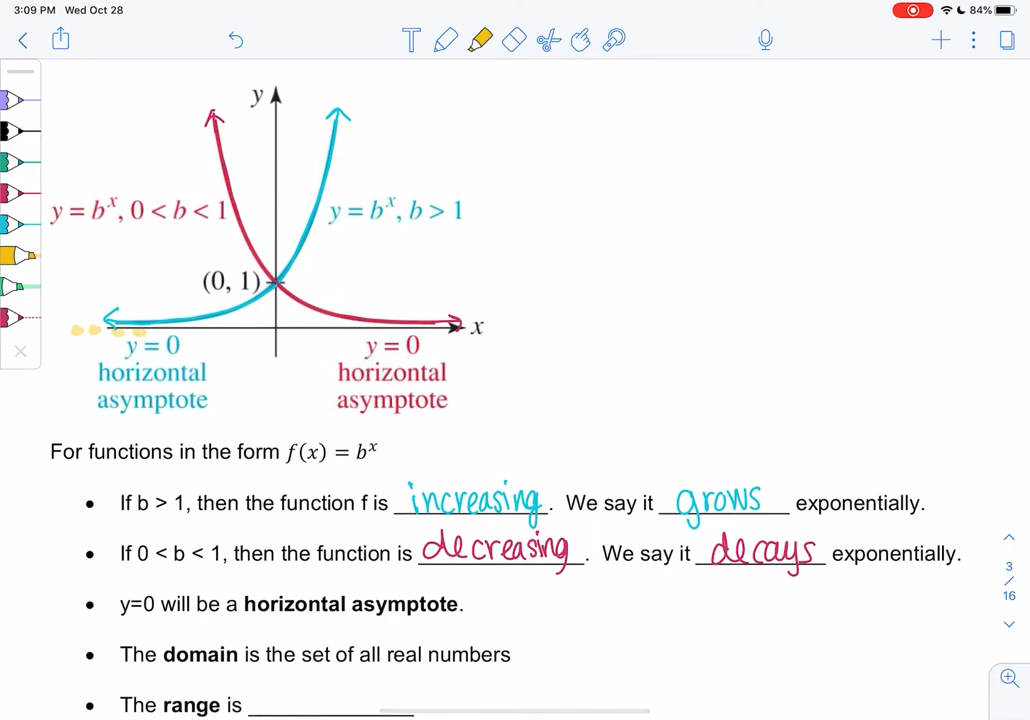 3:09 PM Wed Oct 28
84%
y
y = bˣ, 0 < b < 1
y = bˣ, b > 1
(0, 1)
x
y = 0
horizontal
asymptote
y = 0
horizontal
asymptote
For functions in the form f(x) = bˣ
• If b > 1, then the function f is increasing. We say it grows exponentially.
• If 0 < b < 1, then the function is decreasing. We say it decays exponentially.
• y=0 will be a horizontal asymptote.
• The domain is the set of all real numbers
• The range is
3
/
16